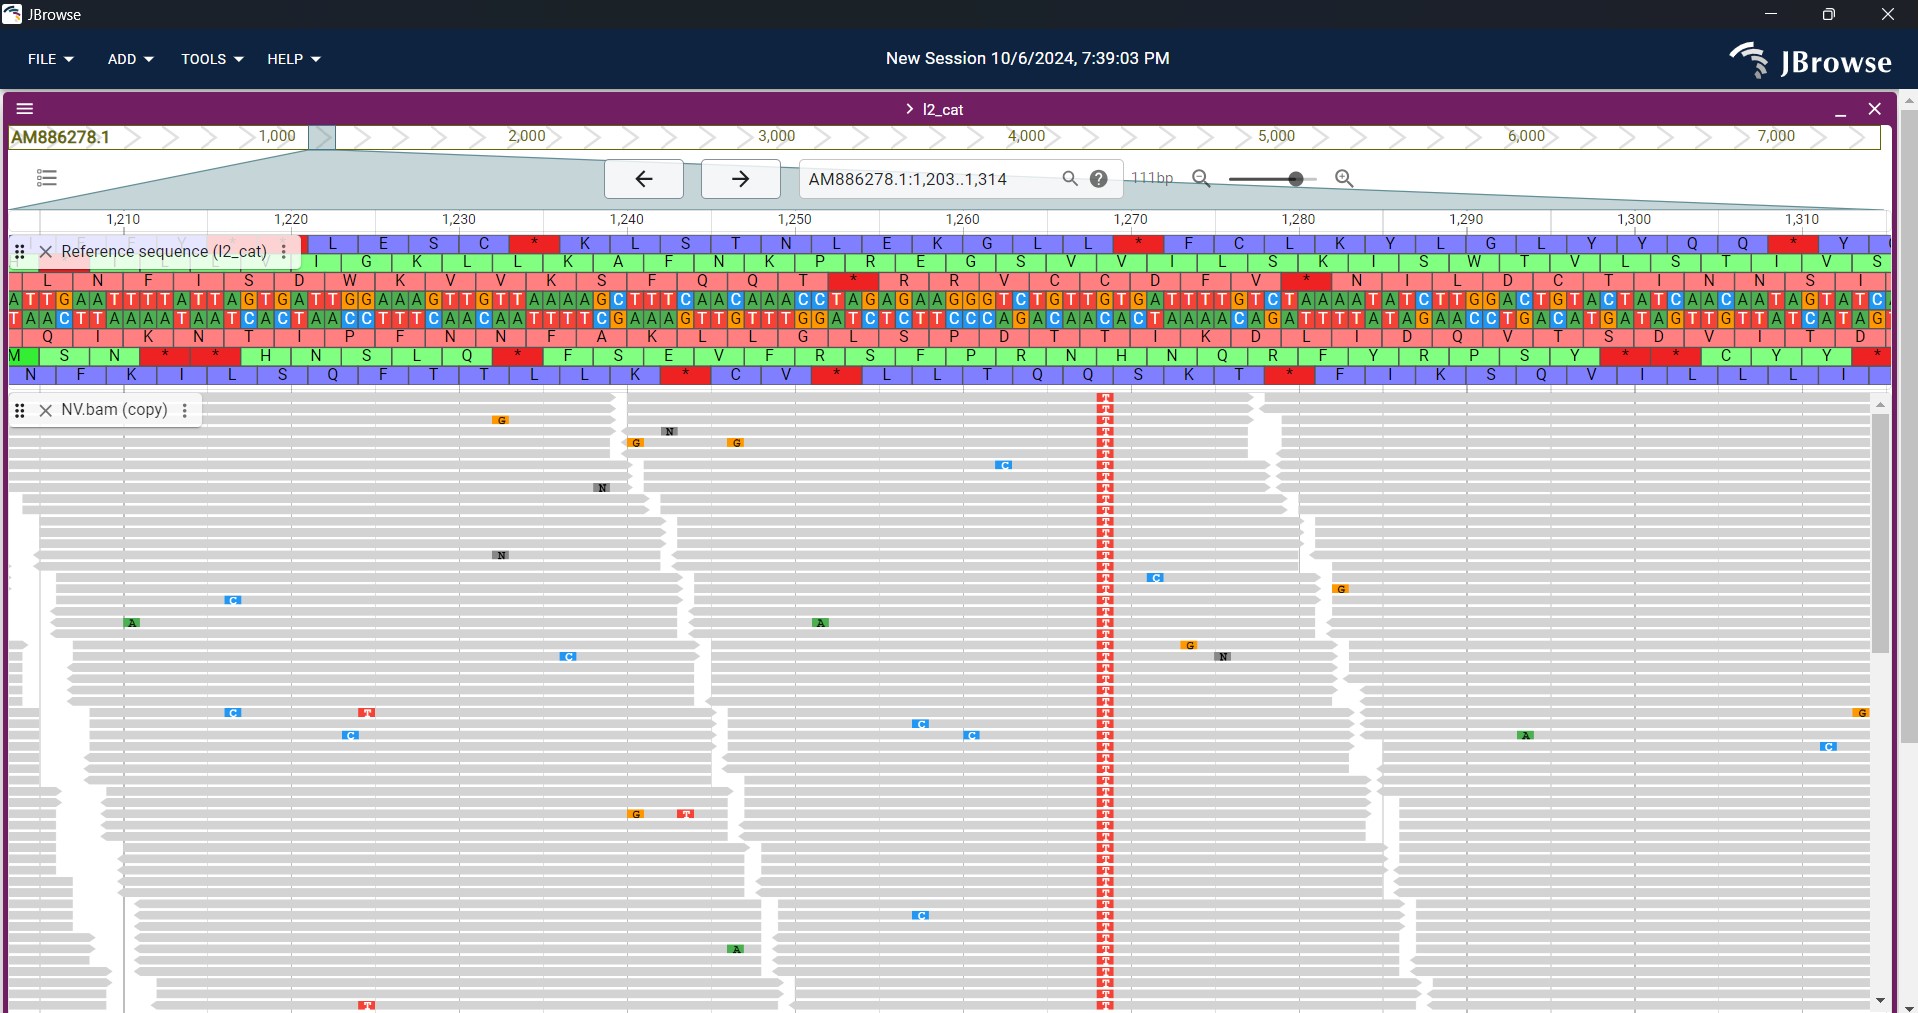 JBrowse
FILE ADD TOOLS HELP New Session 10/6/2024, 7:39:03 PM JBrowse
> l2_cat
AM886278.1 1,000 2,000 3,000 4,000 5,000 6,000 7,000
AM886278.1:1,203..1,314 111bp
1,210 1,220 1,230 1,240 1,250 1,260 1,270 1,280 1,290 1,300 1,310
L E S C * K L S T N L E K G L L * F C L K Y L G L Y Y Q Q * Y
Reference sequence (l2_cat)
I G K L L K A F N K P R E G S V V I L S K I S W T V L S T I V S
L N F I S D W K V V K S F Q Q T * R R V C C D F V * N I L D C T I N N S I
ATTGAATTTTATTAGTGATTGGAAAGTTGTTAAAAGCTTTCAACAAACCTAGAGAAGGGTCTGTTGTGATTTTGTCTAAAATATCTTGGACTGTACTATCAACAATAGTATC
TAACTTAAAATAATCACTAACCTTTCAACAATTTTCGAAAGTTGTTTGGATCTCTTCCCAGACAACACTAAAACAGATTTTATAGAACCTGACATGATAGTTGTTATCATAG
Q I K N T I P F N N F A K L L G L S P D T T I K D L I D Q V T S D V I T D
M S N * * H N S L Q * F S E V F R S F P R N H N Q R F Y R P S Y * * C Y Y *
N F K I L S Q F T T L L K * C V * L L T Q Q S K T * F I K S Q V I L L L I
NV.bam (copy)